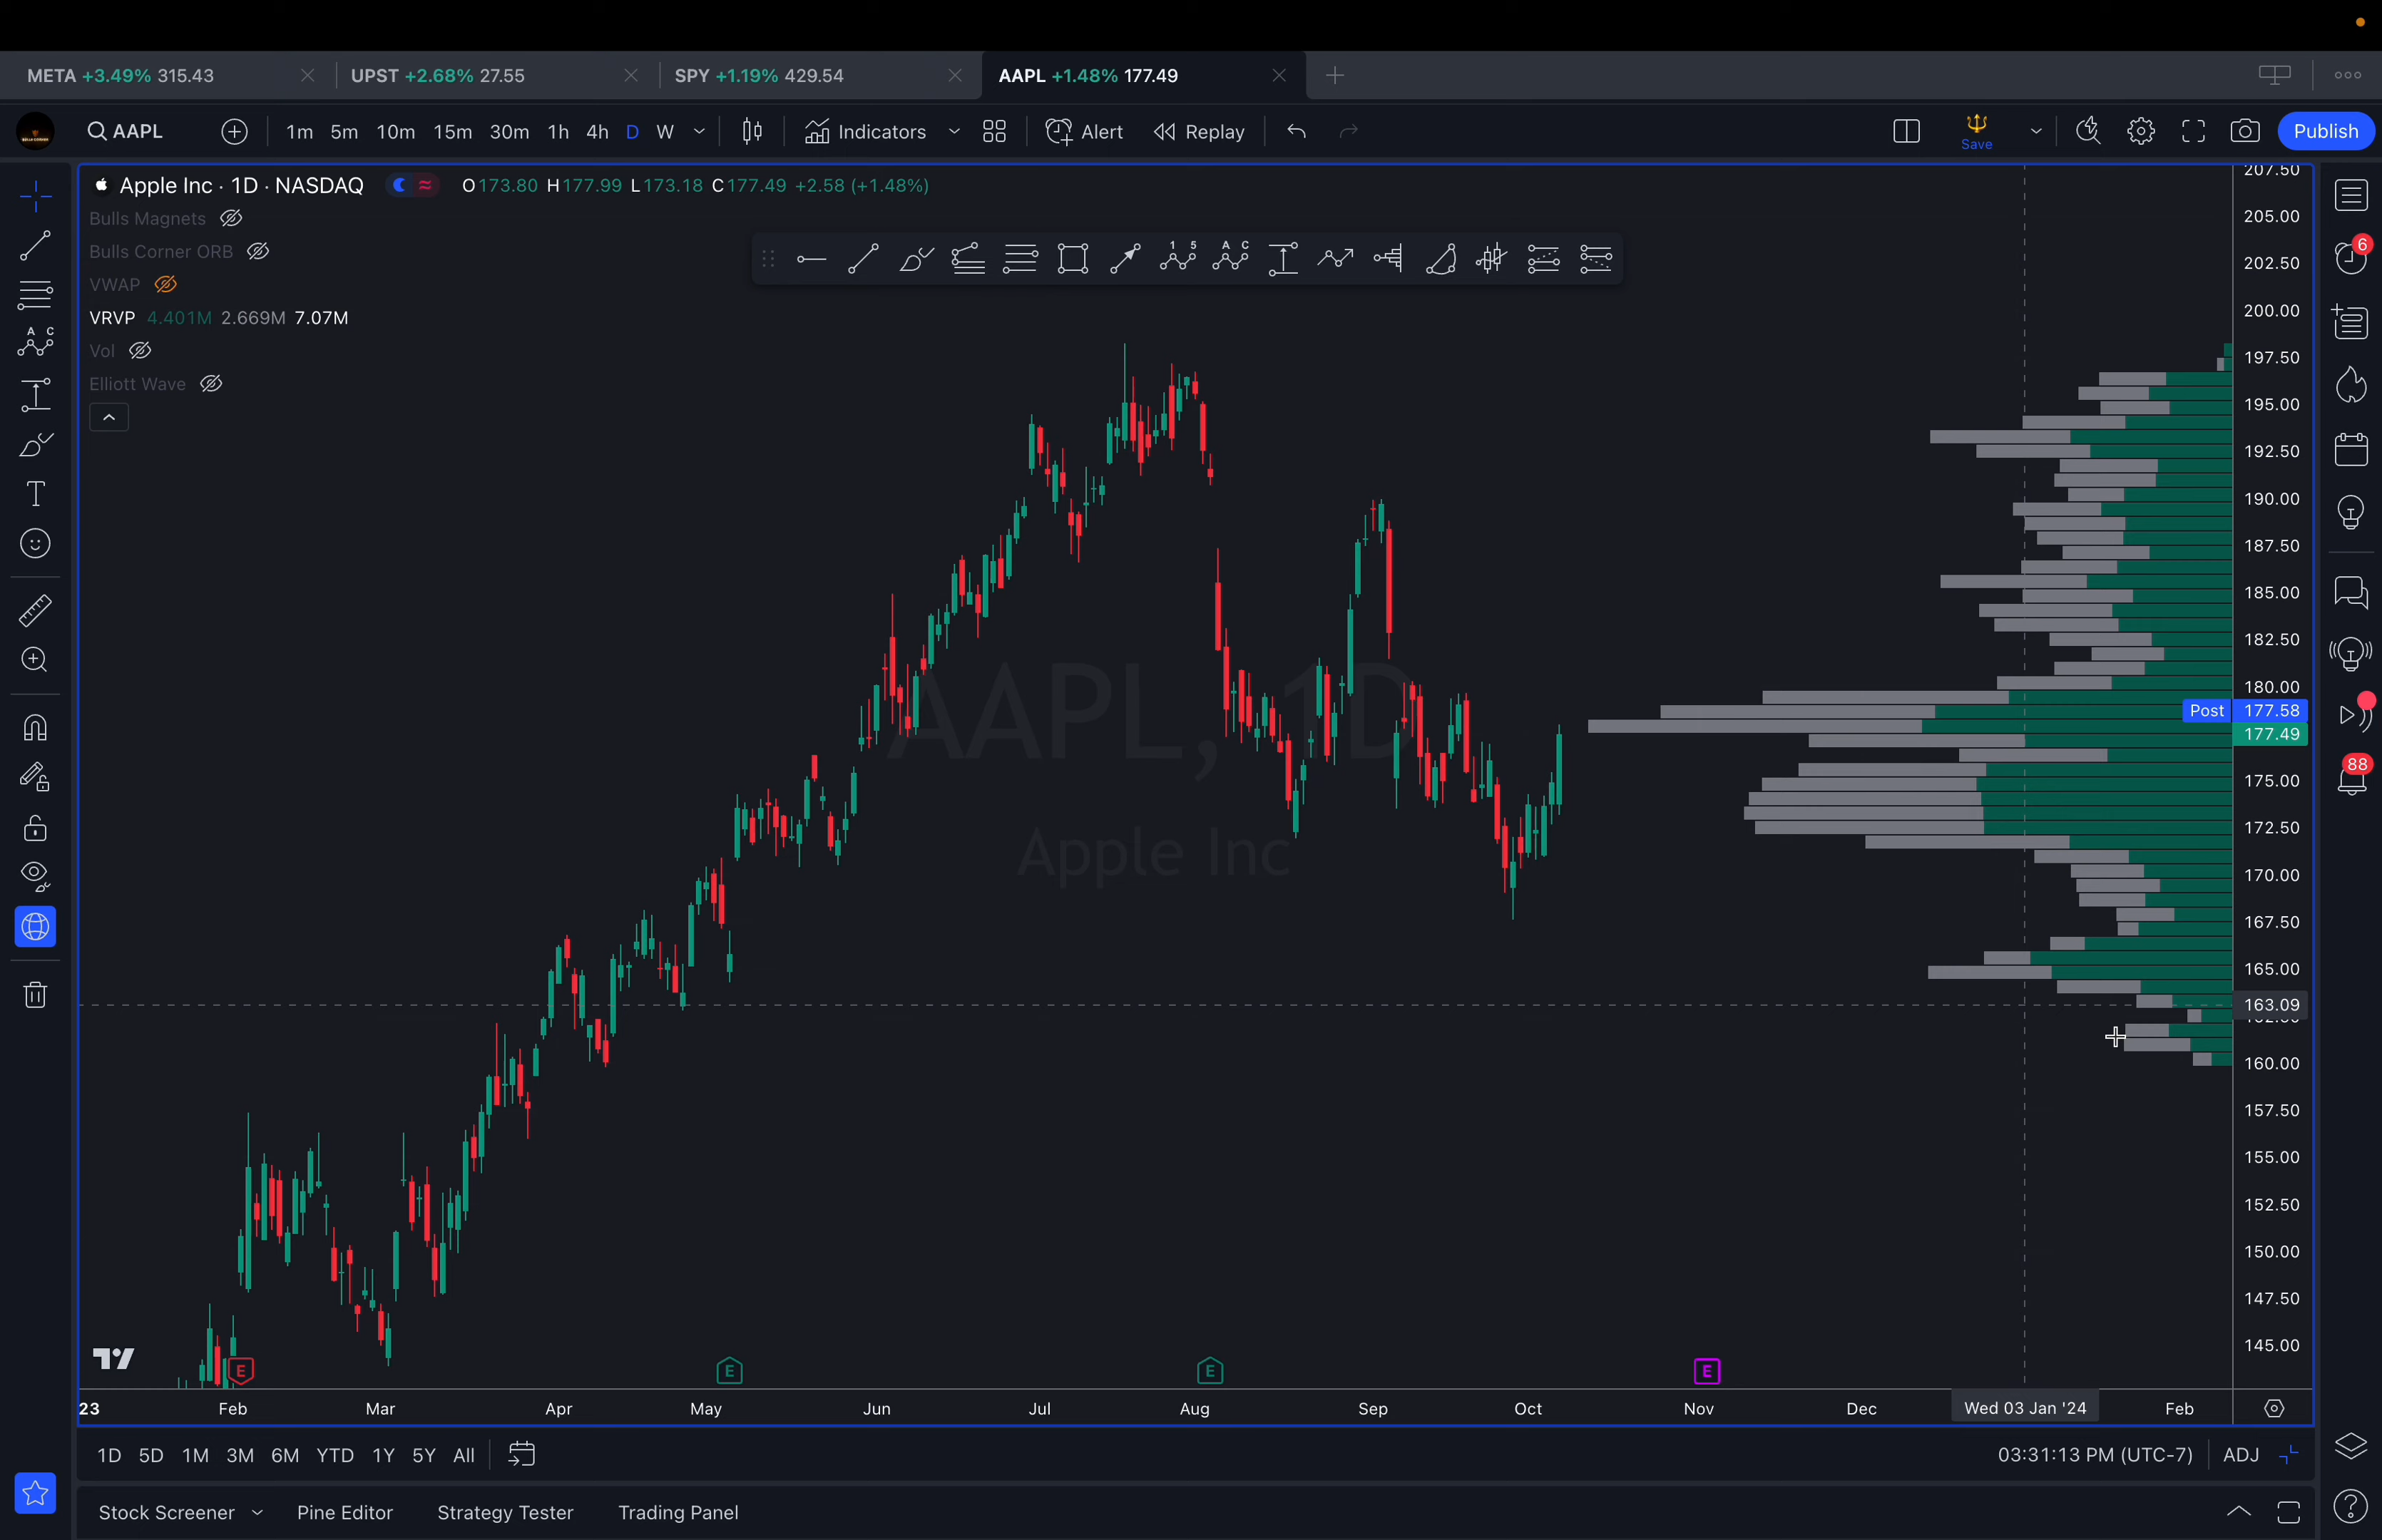 META +3.49% 315.43
UPST +2.68% 27.55
SPY +1.19% 429.54
AAPL +1.48% 177.49
AAPL
1m 5m 10m 15m 30m 1h 4h D W
Indicators
Alert
Replay
Save
Publish
Apple Inc · 1D · NASDAQ
O173.80 H177.99 L173.18 C177.49 +2.58 (+1.48%)
Bulls Magnets
Bulls Corner ORB
VWAP
VRVP 4.401M 2.669M 7.07M
Vol
Elliott Wave
1 5
A C
A C
T
AAPL, 1D
Apple Inc
207.50
205.00
202.50
200.00
197.50
195.00
192.50
190.00
187.50
185.00
182.50
180.00
Post 177.58
177.49
175.00
172.50
170.00
167.50
165.00
163.09
160.00
157.50
155.00
152.50
150.00
147.50
145.00
6
88
E E E E
23 Feb Mar Apr May Jun Jul Aug Sep Oct Nov Dec Wed 03 Jan '24 Feb
1D 5D 1M 3M 6M YTD 1Y 5Y All
03:31:13 PM (UTC-7) ADJ
Stock Screener Pine Editor Strategy Tester Trading Panel